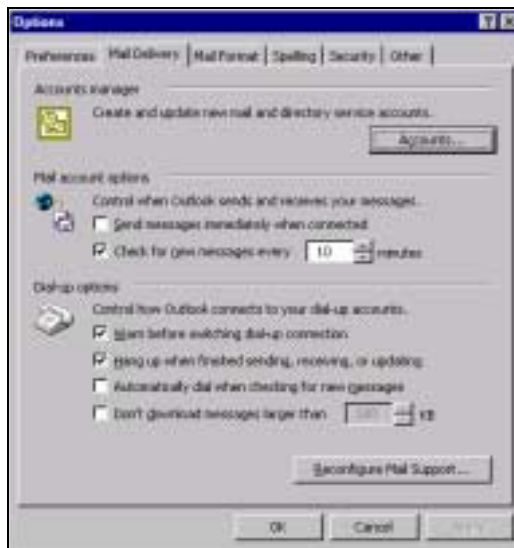 Options
Preferences Mail Delivery Mail Format Spelling Security Other
Accounts manager
Create and update new mail and directory service accounts.
Accounts...
Mail account options
Control when Outlook sends and receives your messages.
Send messages immediately when connected
Check for new messages every 10 minutes
Dial-up options
Control how Outlook connects to your dial-up accounts.
Warn before switching dial-up connection
Hang up when finished sending, receiving, or updating
Automatically dial when checking for new messages
Don't download messages larger than KB
Reconfigure Mail Support...
OK Cancel Apply